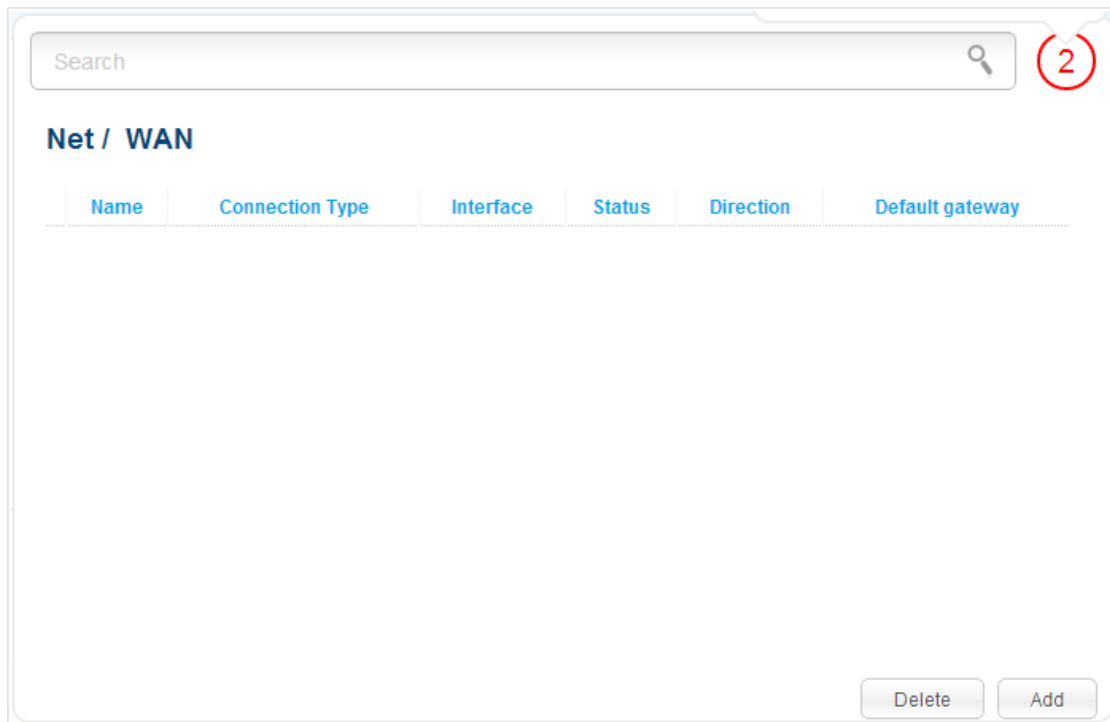 Search 2
Net / WAN
Name Connection Type Interface Status Direction Default gateway
Delete Add